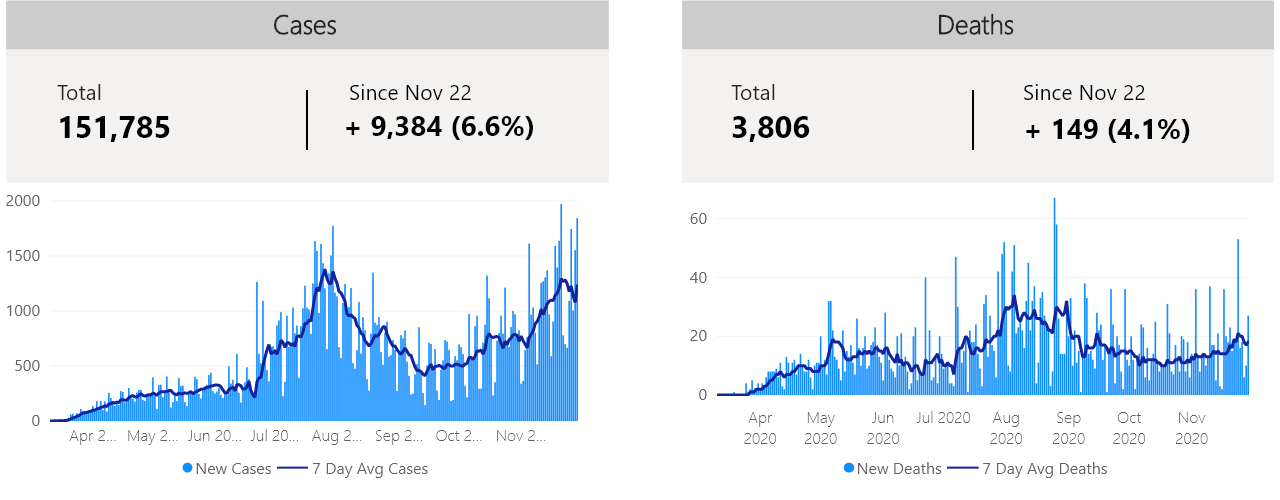 Cases
Total
151,785
Since Nov 22
+ 9,384 (6.6%)
2000
1500
1000
500
0
Apr 2... May 2... Jun 20... Jul 20... Aug 2... Sep 2... Oct 2... Nov 2...
New Cases 7 Day Avg Cases
Deaths
Total
3,806
Since Nov 22
+ 149 (4.1%)
60
40
20
0
Apr May Jun Jul 2020 Aug Sep Oct Nov
2020 2020 2020 2020 2020 2020 2020
New Deaths 7 Day Avg Deaths